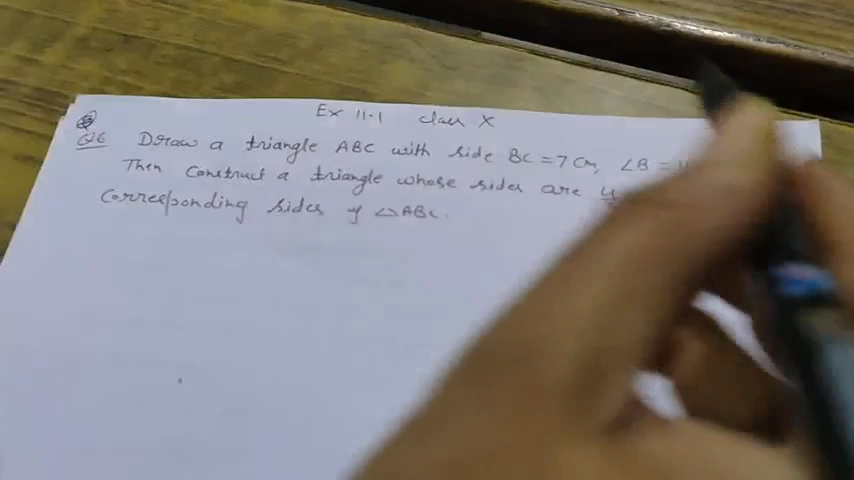 Ex 11.1 class X
Q6 Draw a triangle ABC with side BC = 7 cm, ∠B =
Then Construct a triangle whose sides are 4
Corresponding sides of △ABC.